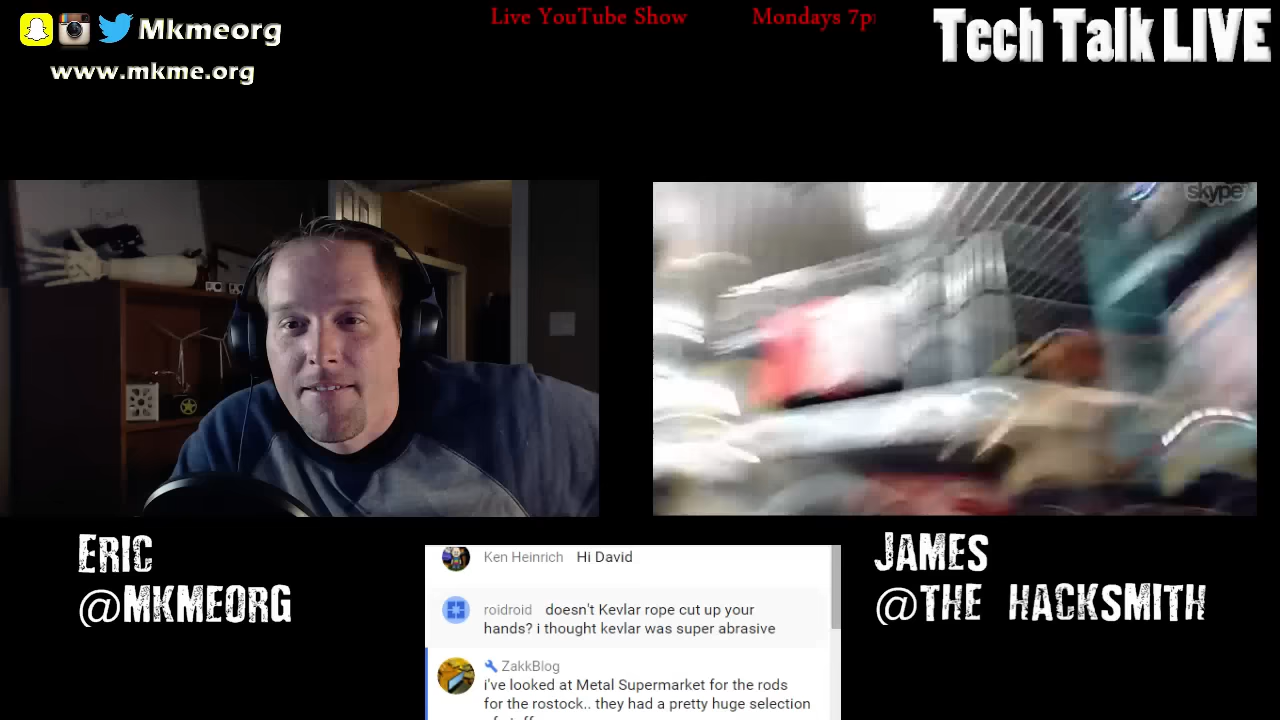 Mkmeorg
www.mkme.org
Live YouTube Show Mondays 7p
Tech Talk LIVE
skype
ERIC
@MKMEORG
JAMES
@THE HACKSMITH
Ken Heinrich Hi David
roidroid doesn't Kevlar rope cut up your
hands? i thought kevlar was super abrasive
ZakkBlog
i've looked at Metal Supermarket for the rods
for the rostock.. they had a pretty huge selection